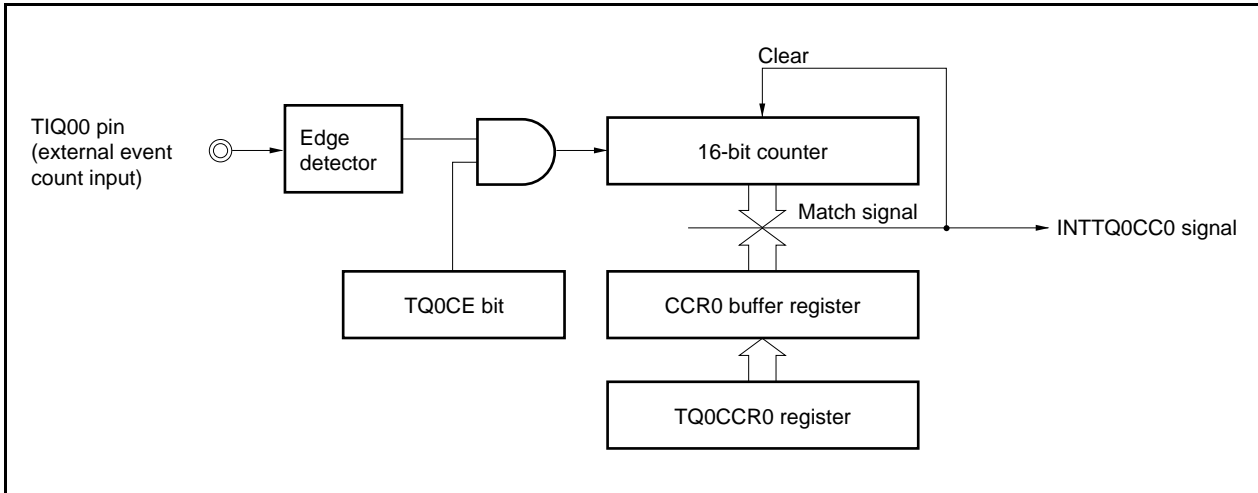 Clear
TIQ00 pin
(external event
count input)
Edge
detector
16-bit counter
Match signal
INTTQ0CC0 signal
TQ0CE bit
CCR0 buffer register
TQ0CCR0 register